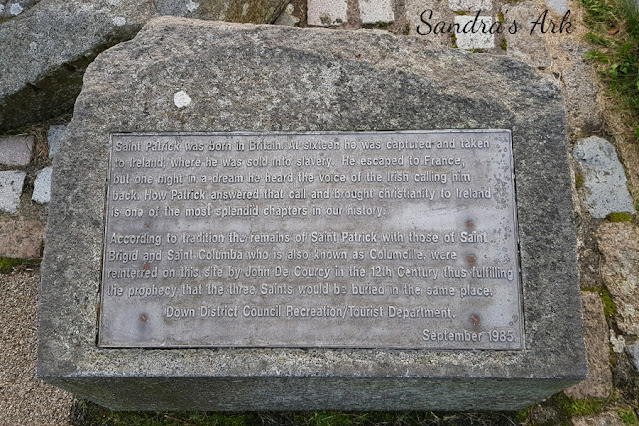 Sandra's Ark
Saint Patrick was born in Britain. At sixteen he was captured and taken
to Ireland, where he was sold into slavery. He escaped to France,
but one night in a dream he heard the voice of the Irish calling him
back. How Patrick answered that call and brought christianity to Ireland
is one of the most splendid chapters in our history.
According to tradition the remains of Saint Patrick with those of Saint
Brigid and Saint Columba who is also known as Columcille, were
reinterred on this site by John De Courcy in the 12th Century thus fulfilling
the prophecy that the three Saints would be buried in the same place.
Down District Council Recreation/Tourist Department.
September 1985.